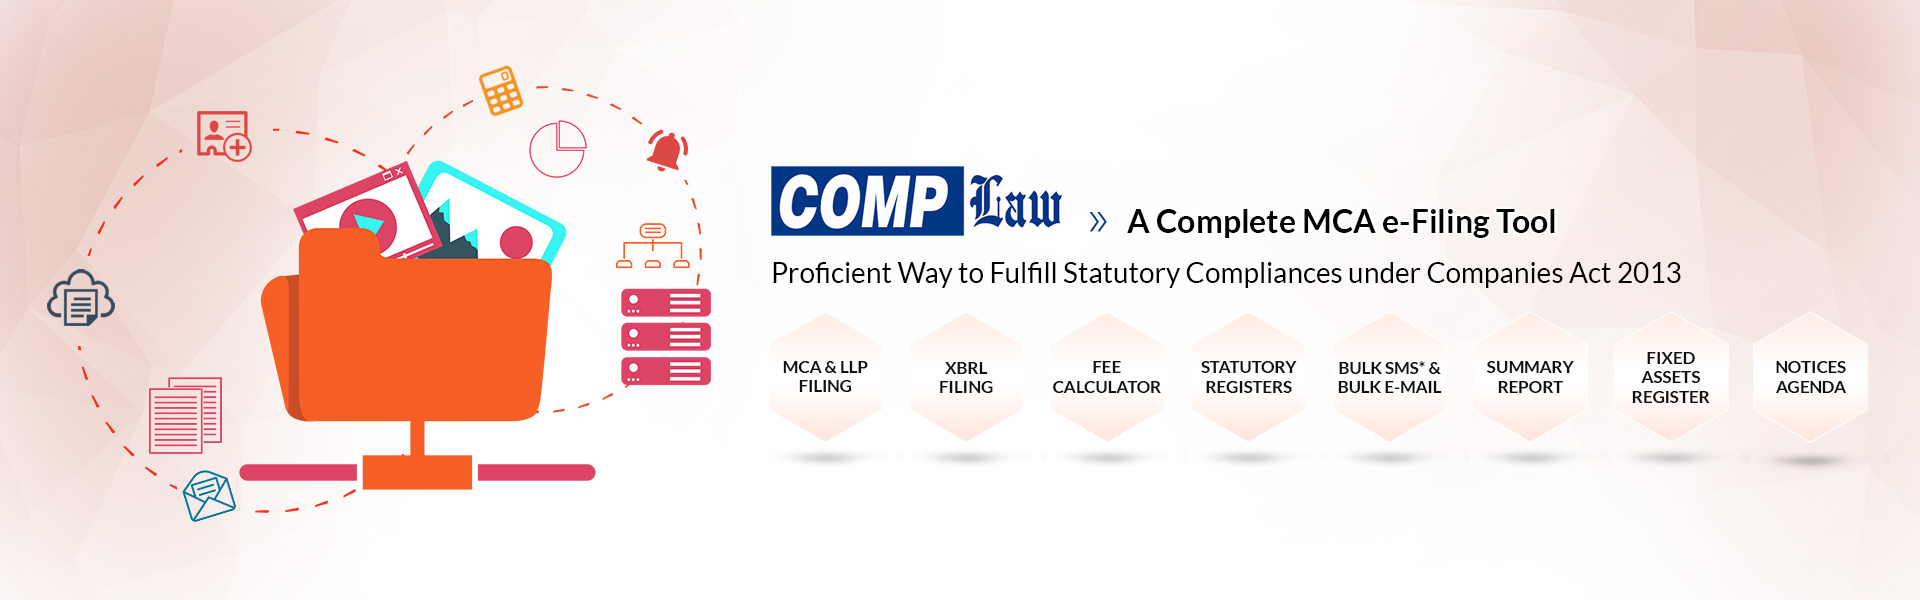 COMP Law » A Complete MCA e-Filing Tool
Proficient Way to Fulfill Statutory Compliances under Companies Act 2013
MCA & LLP
FILING
XBRL
FILING
FEE
CALCULATOR
STATUTORY
REGISTERS
BULK SMS* &
BULK E-MAIL
SUMMARY
REPORT
FIXED
ASSETS
REGISTER
NOTICES
AGENDA